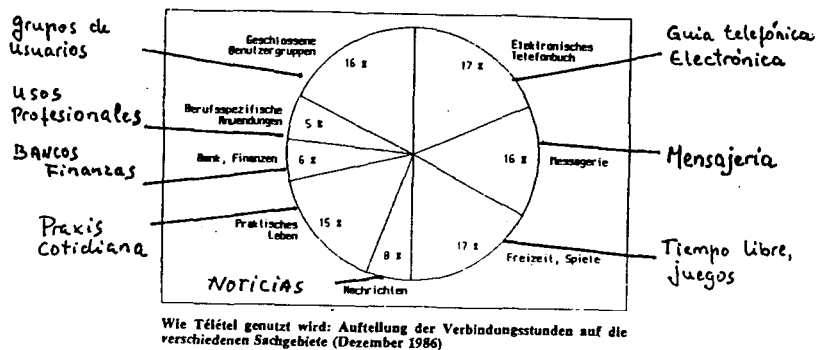 grupos de
usuarios
usos
Profesionales
BANCOS
Finanzas
Praxis
cotidiana
NOTICIAS
Geschlossene
Benutzergruppen
16 %
Berufsspezifische
Anwendungen
5 %
Bank, Finanzen
6 %
Praktisches
Leben
15 %
Nachrichten
8 %
Elektronisches
Telefonbuch
17 %
Messagerie
16 %
Freizeit, Spiele
17 %
Guia telefónica
Electrónica
Mensajería
Tiempo libre,
juegos
Wie Télétel genutzt wird: Aufteilung der Verbindungsstunden auf die
verschiedenen Sachgebiete (Dezember 1986)